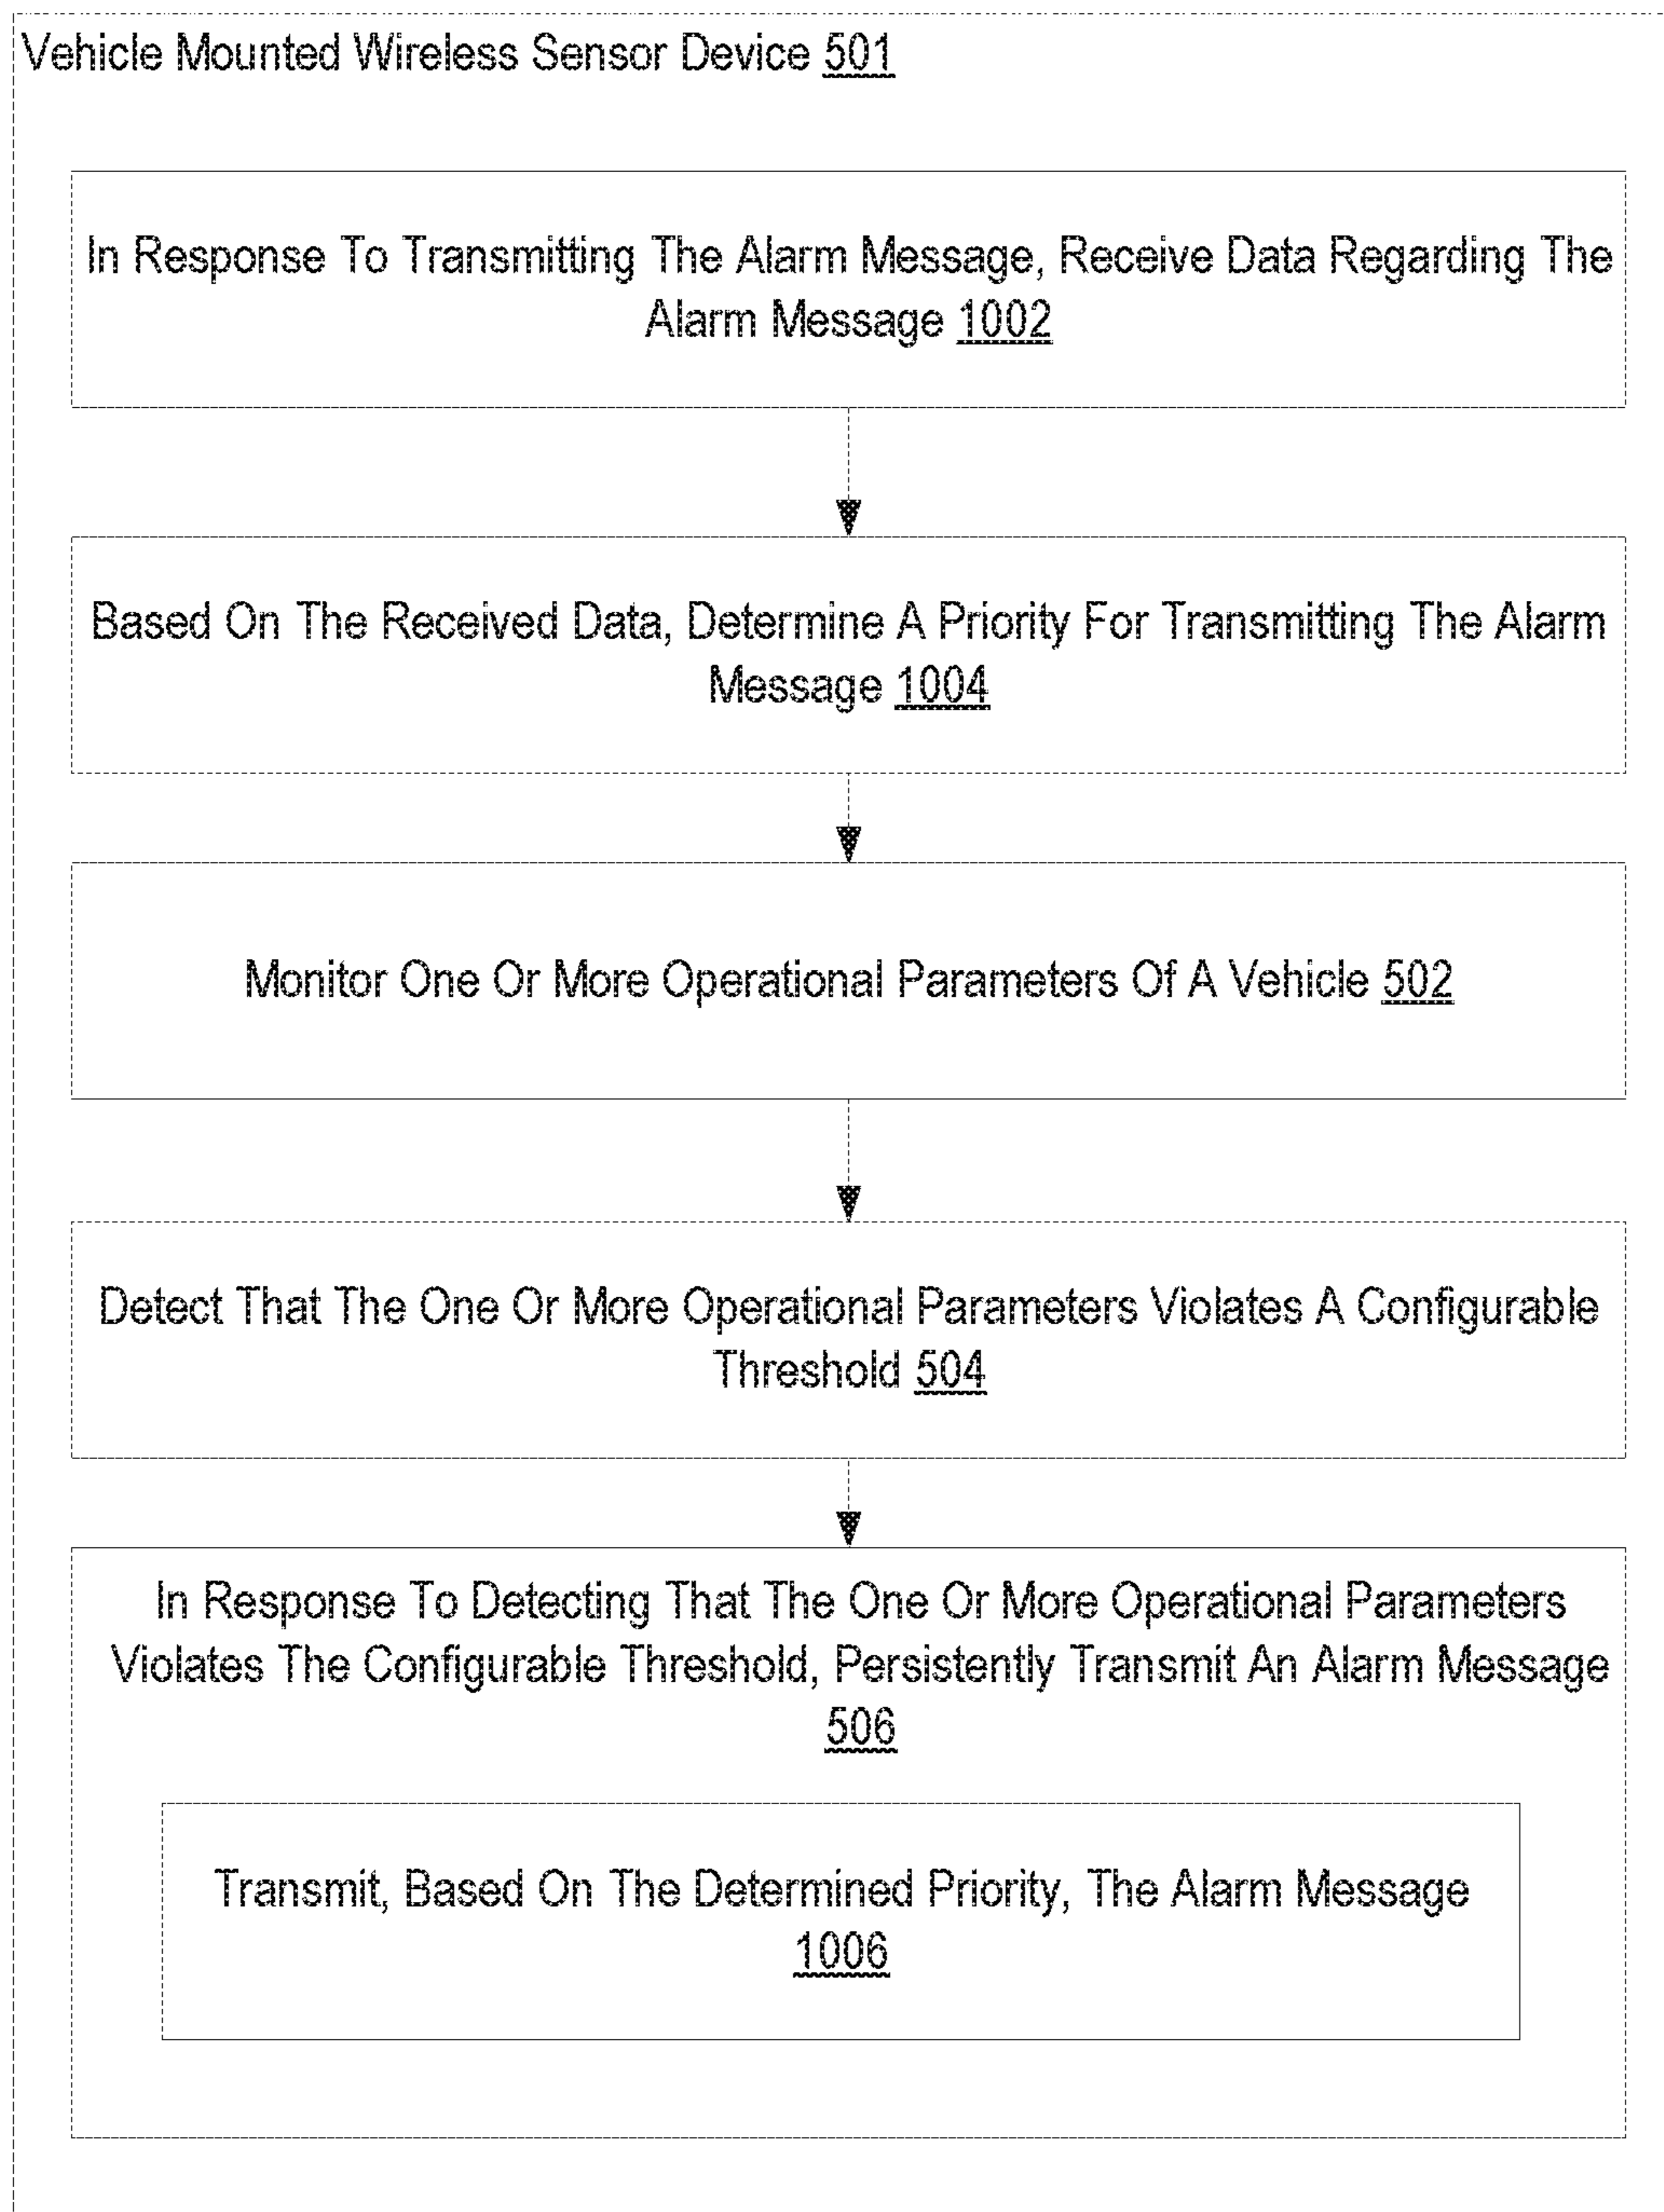 Vehicle Mounted Wireless Sensor Device 501
In Response To Transmitting The Alarm Message, Receive Data Regarding The
Alarm Message 1002
Based On The Received Data, Determine A Priority For Transmitting The Alarm
Message 1004
Monitor One Or More Operational Parameters Of A Vehicle 502
Detect That The One Or More Operational Parameters Violates A Configurable
Threshold 504
In Response To Detecting That The One Or More Operational Parameters
Violates The Configurable Threshold, Persistently Transmit An Alarm Message
506
Transmit, Based On The Determined Priority, The Alarm Message
1006